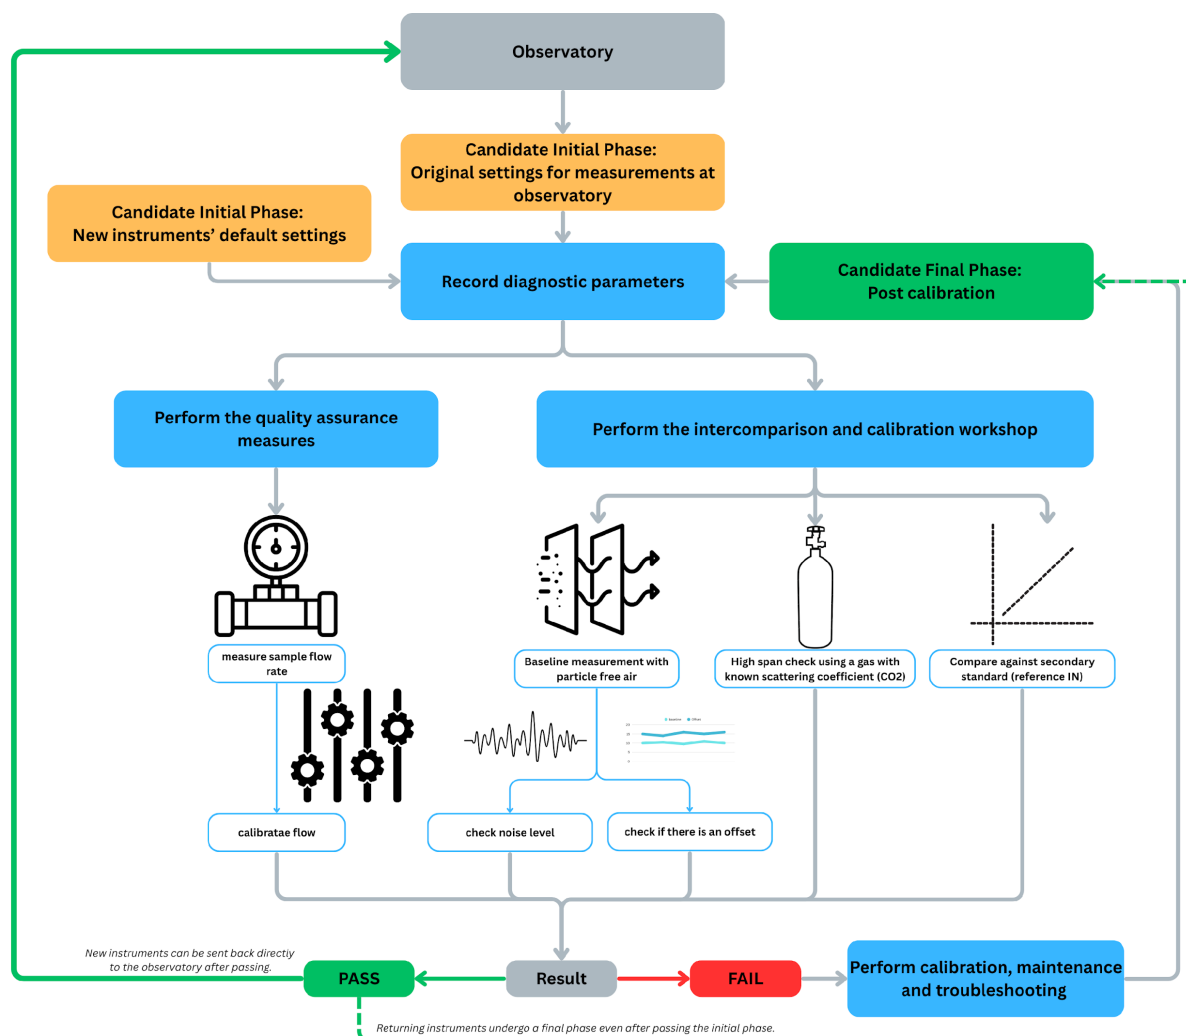 Observatory
Candidate Initial Phase:
Original settings for measurements at
observatory
Candidate Initial Phase:
New instruments' default settings
Record diagnostic parameters
Candidate Final Phase:
Post calibration
Perform the quality assurance
measures
Perform the intercomparison and calibration workshop
measure sample flow
rate
Baseline measurement with
particle free air
High span check using a gas with
known scattering coefficient (CO2)
Compare against secondary
standard (reference IN)
calibratae flow
check noise level
check if there is an offset
New instruments can be sent back directly
to the observatory after passing.
PASS
Result
FAIL
Perform calibration, maintenance
and troubleshooting
Returning instruments undergo a final phase even after passing the initial phase.